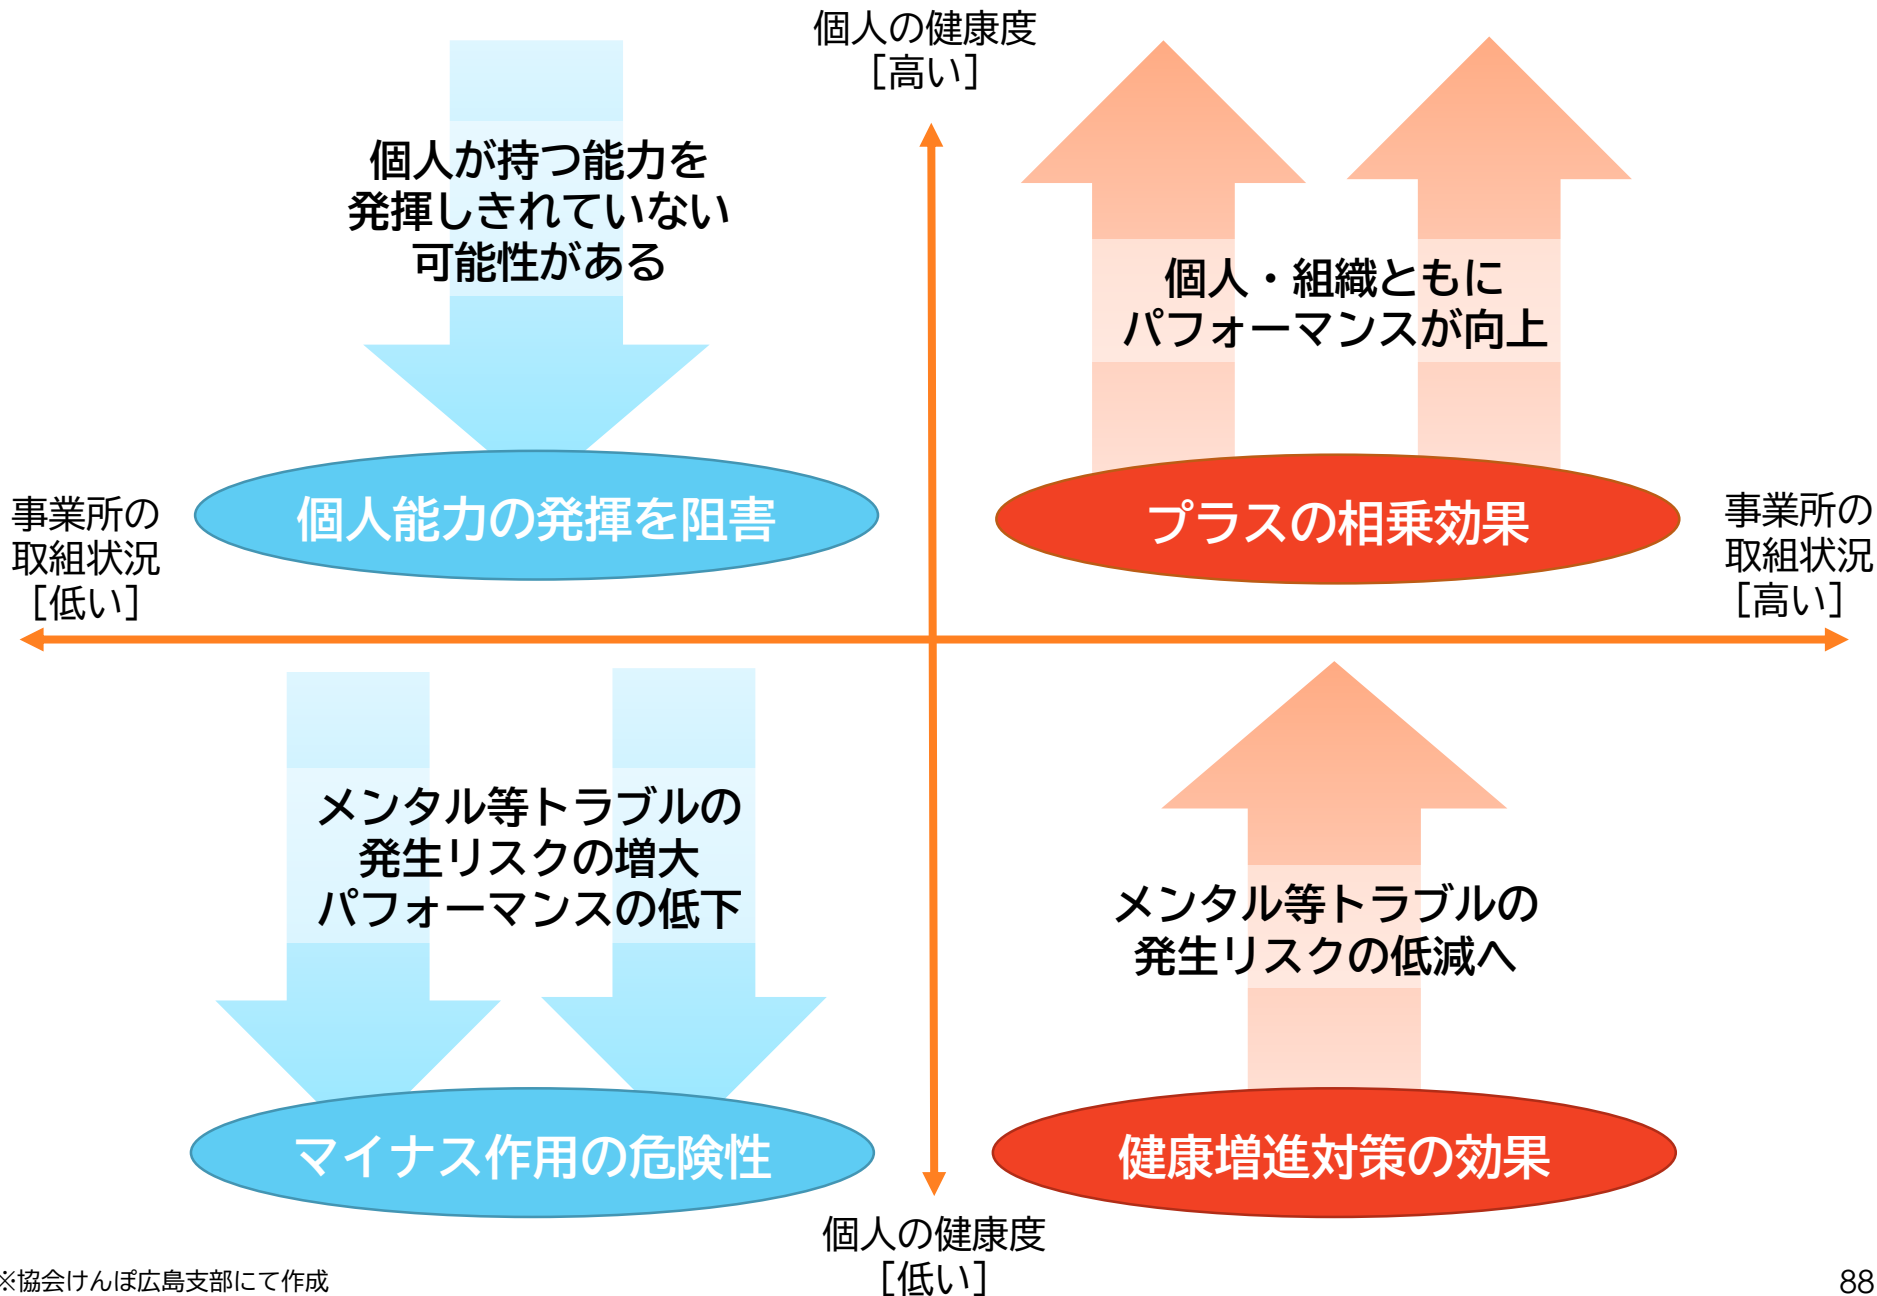 個人の健康度
［高い］
個人が持つ能力を
発揮しきれていない
可能性がある
個人・組織ともに
パフォーマンスが向上
個人能力の発揮を阻害
プラスの相乗効果
事業所の
取組状況
［低い］
事業所の
取組状況
［高い］
メンタル等トラブルの
発生リスクの増大
パフォーマンスの低下
メンタル等トラブルの
発生リスクの低減へ
マイナス作用の危険性
健康増進対策の効果
個人の健康度
［低い］
※協会けんぽ広島支部にて作成
88